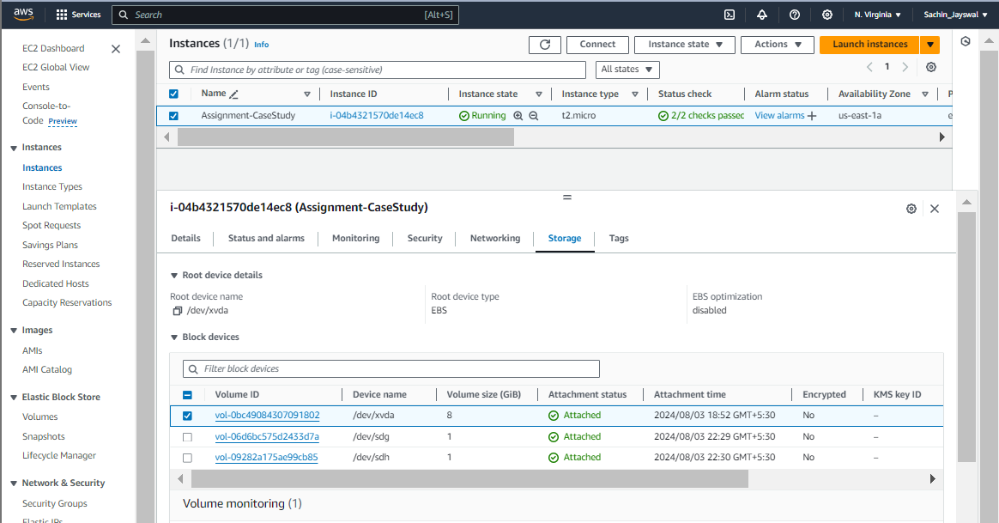 aws Services Search [Alt+S] N. Virginia Sachin_Jayswal
EC2 Dashboard
EC2 Global View
Events
Console-to-
Code Preview
Instances
Instances
Instance Types
Launch Templates
Spot Requests
Savings Plans
Reserved Instances
Dedicated Hosts
Capacity Reservations
Images
AMIs
AMI Catalog
Elastic Block Store
Volumes
Snapshots
Lifecycle Manager
Network & Security
Security Groups
Elastic IPs
Instances (1/1) Info Connect Instance state Actions Launch instances
Find Instance by attribute or tag (case-sensitive) All states 1
Name Instance ID Instance state Instance type Status check Alarm status Availability Zone P
Assignment-CaseStudy i-04b4321570de14ec8 Running t2.micro 2/2 checks passed View alarms us-east-1a e
i-04b4321570de14ec8 (Assignment-CaseStudy)
Details Status and alarms Monitoring Security Networking Storage Tags
Root device details
Root device name Root device type EBS optimization
/dev/xvda EBS disabled
Block devices
Filter block devices
Volume ID Device name Volume size (GiB) Attachment status Attachment time Encrypted KMS key ID
vol-0bc49084307091802 /dev/xvda 8 Attached 2024/08/03 18:52 GMT+5:30 No –
vol-06d6bc575d2433d7a /dev/sdg 1 Attached 2024/08/03 22:29 GMT+5:30 No –
vol-09282a175ae99cb85 /dev/sdh 1 Attached 2024/08/03 22:30 GMT+5:30 No –
Volume monitoring (1)